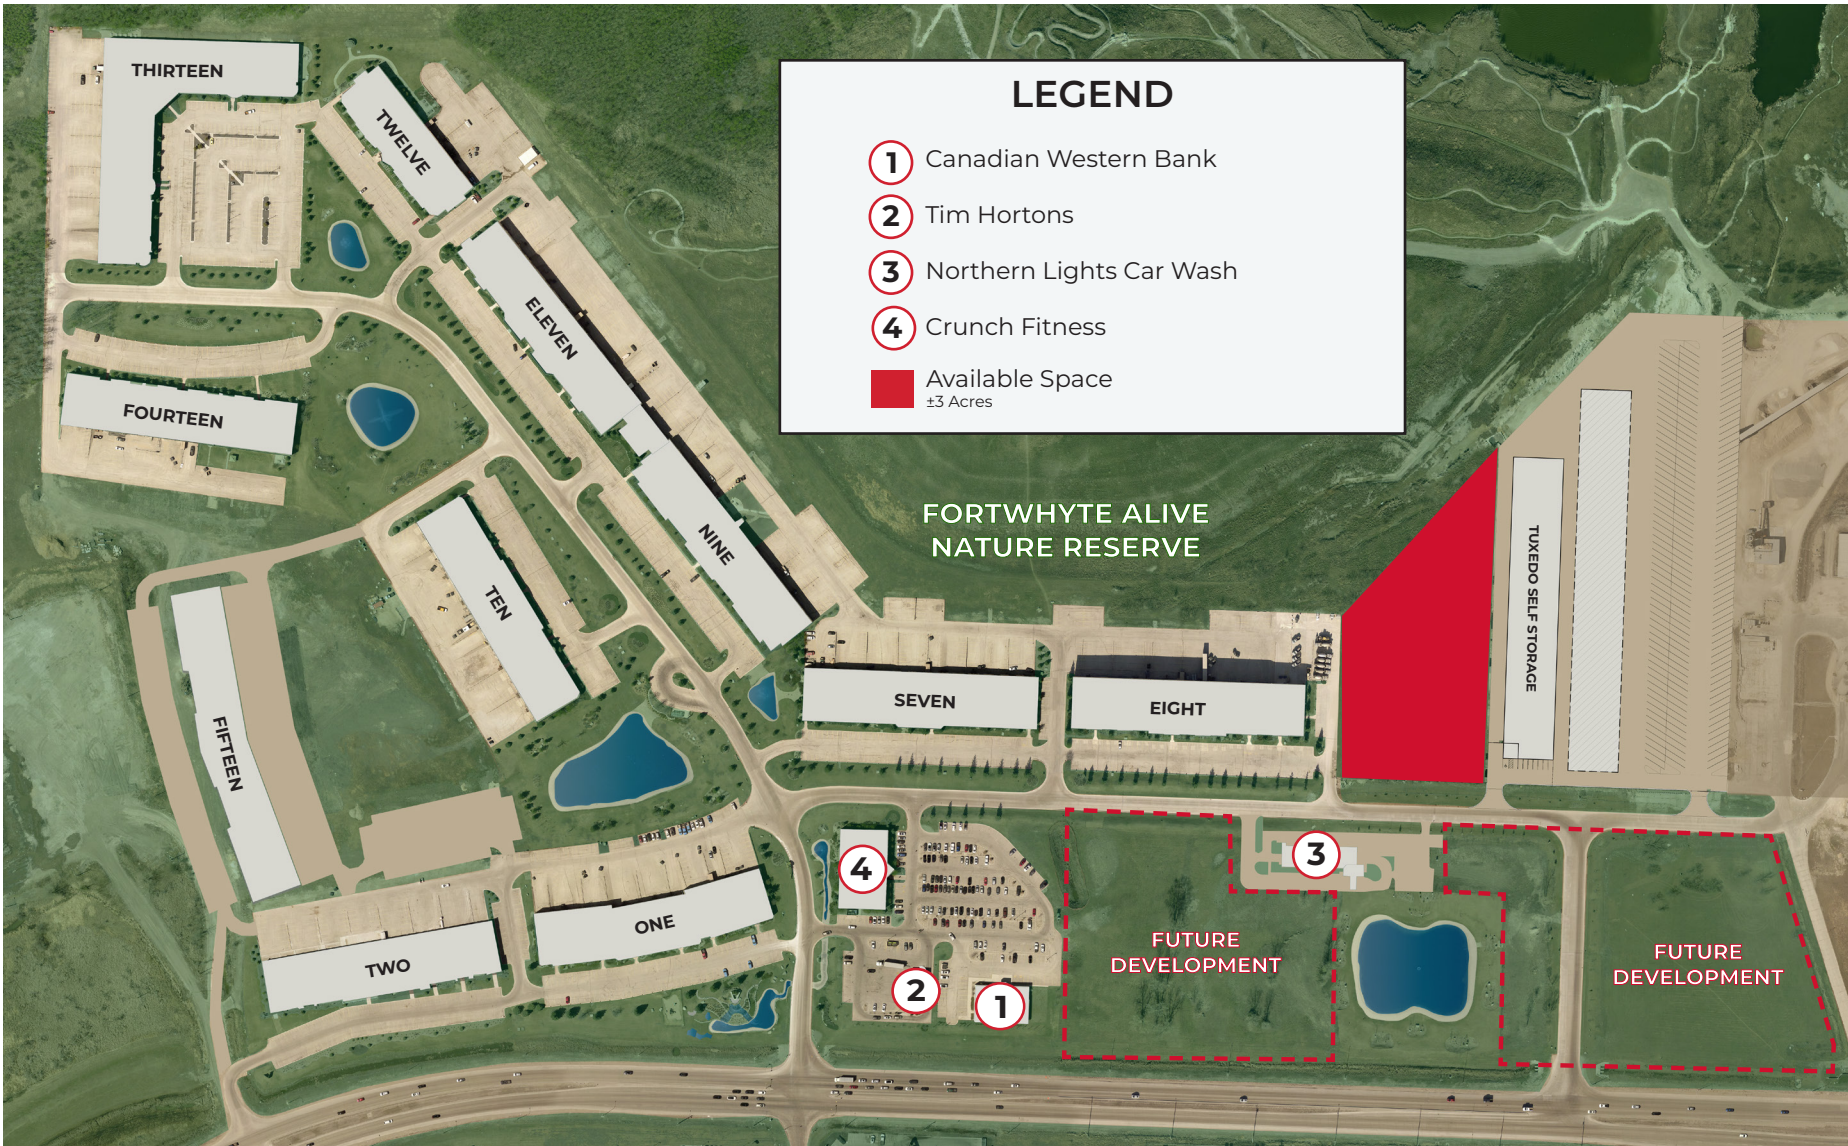 LEGEND
1 Canadian Western Bank
2 Tim Hortons
3 Northern Lights Car Wash
4 Crunch Fitness
Available Space
±3 Acres
THIRTEEN
TWELVE
ELEVEN
FOURTEEN
NINE
TEN
FIFTEEN
FORTWHYTE ALIVE
NATURE RESERVE
TUXEDO SELF STORAGE
SEVEN
EIGHT
ONE
TWO
4
3
2
1
FUTURE
DEVELOPMENT
FUTURE
DEVELOPMENT